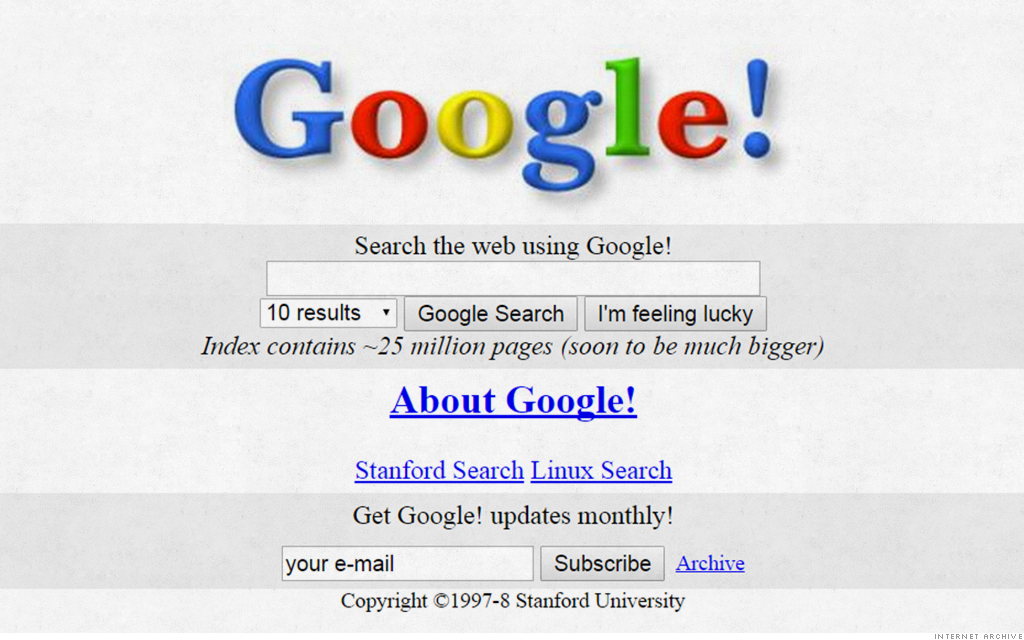 Google!
Search the web using Google!
10 results Google Search I'm feeling lucky
Index contains ~25 million pages (soon to be much bigger)
About Google!
Stanford Search Linux Search
Get Google! updates monthly!
your e-mail Subscribe Archive
Copyright ©1997-8 Stanford University
INTERNET ARCHIVE